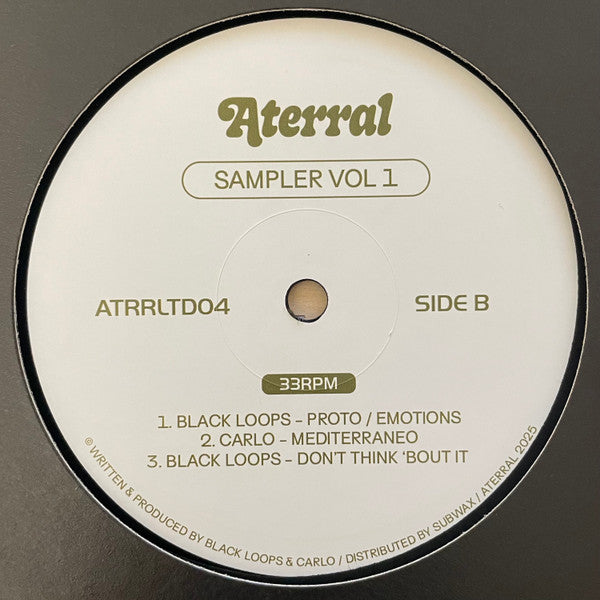 Aterral
SAMPLER VOL 1
ATRRLTD04
SIDE B
33RPM
1. BLACK LOOPS – PROTO / EMOTIONS
2. CARLO – MEDITERRANEO
3. BLACK LOOPS – DON'T THINK ‘BOUT IT
© WRITTEN & PRODUCED BY BLACK LOOPS & CARLO / DISTRIBUTED BY SUBWAX / ATERRAL 2025